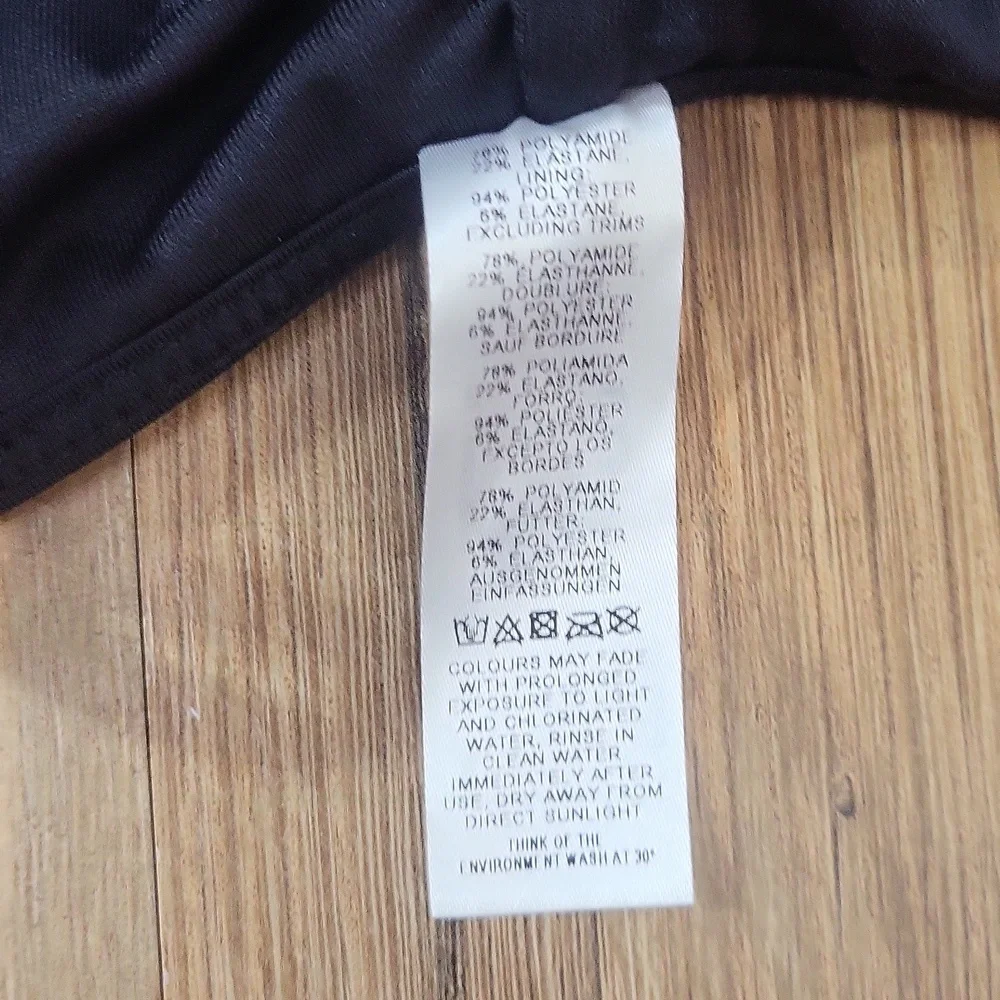 78% POLYAMIDE
22% ELASTANE,
LINING:
94% POLYESTER
6% ELASTANE,
EXCLUDING TRIMS
78% POLYAMIDE
22% ELASTHANNE,
DOUBLURE:
94% POLYESTER
6% ELASTHANNE,
SAUF BORDURE
78% POLIAMIDA
22% ELASTANO,
FORRO:
94% POLIESTER
6% ELASTANO,
EXCEPTO LOS
BORDES
78% POLYAMID
22% ELASTHAN,
FUTTER:
94% POLYESTER
6% ELASTHAN,
AUSGENOMMEN
EINFASSUNGEN
COLOURS MAY FADE
WITH PROLONGED
EXPOSURE TO LIGHT
AND CHLORINATED
WATER, RINSE IN
CLEAN WATER
IMMEDIATELY AFTER
USE, DRY AWAY FROM
DIRECT SUNLIGHT
THINK OF THE
ENVIRONMENT WASH AT 30°